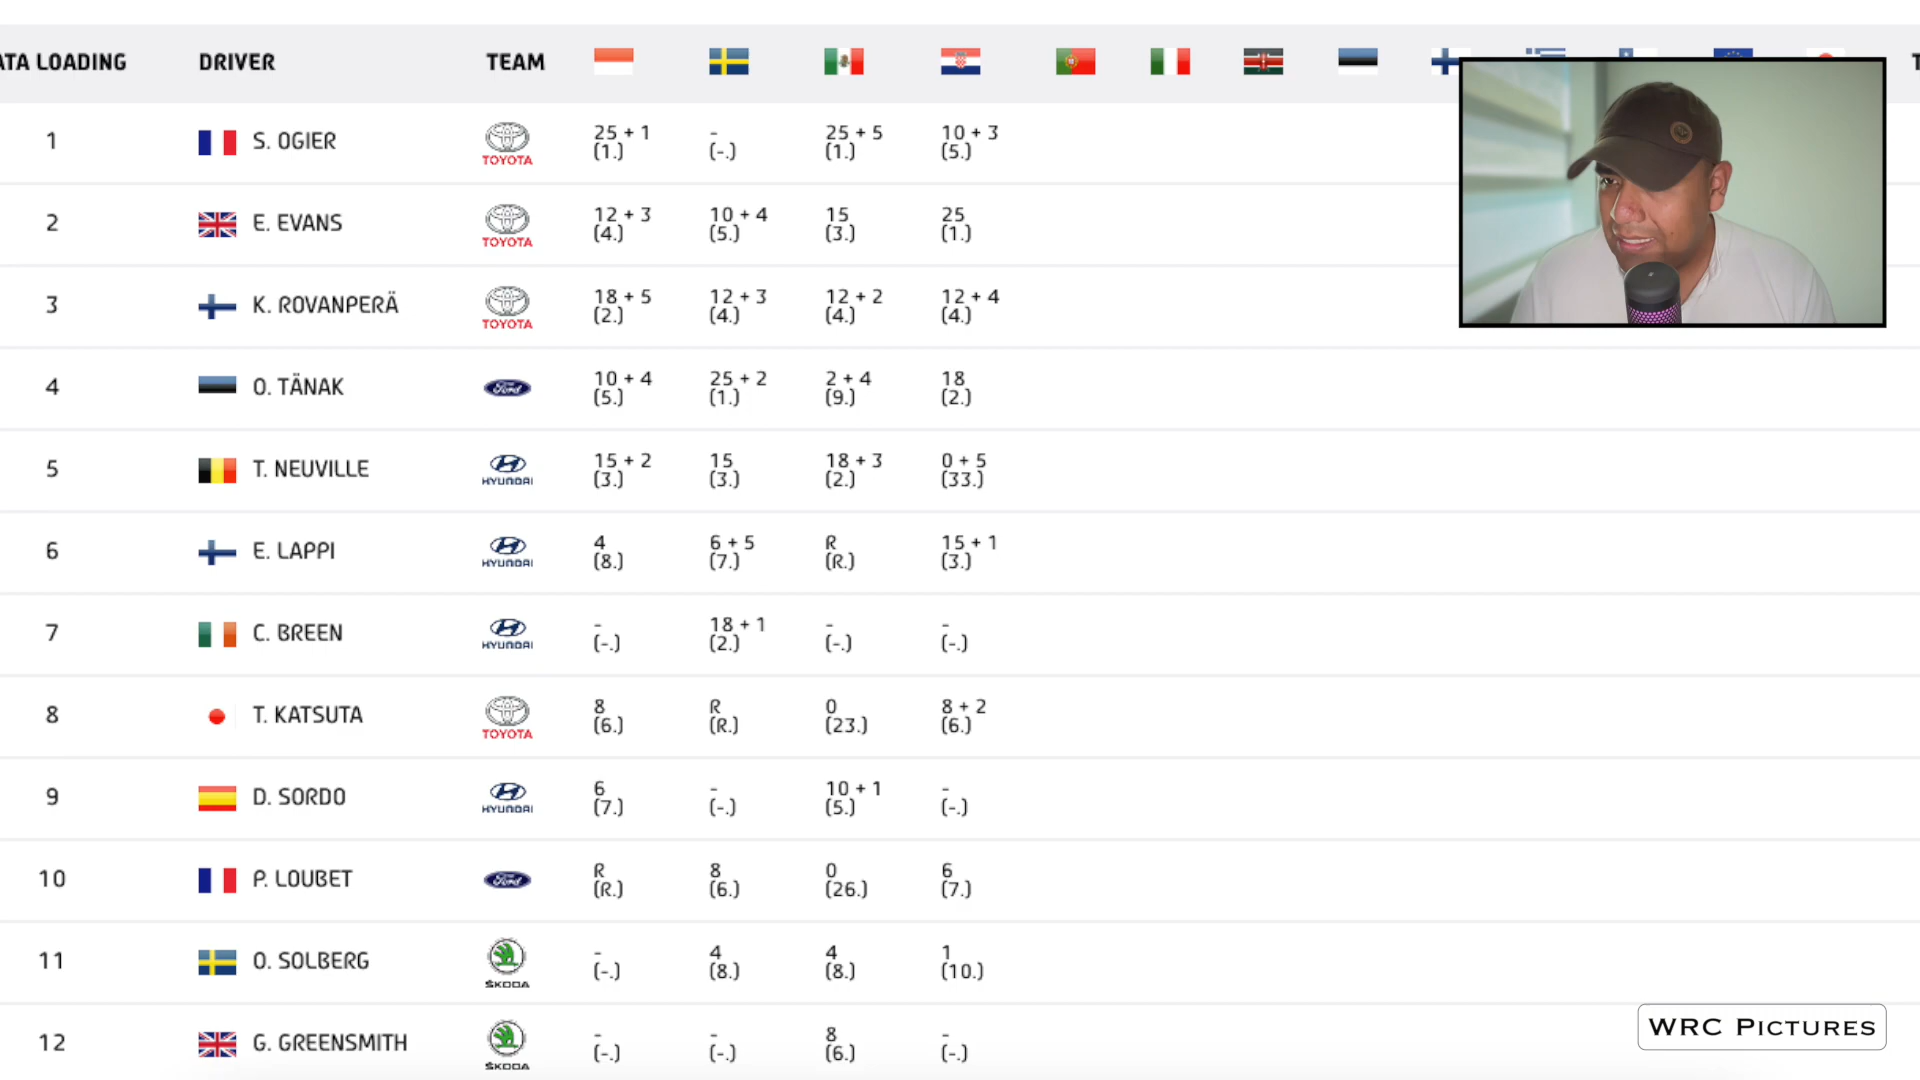 ATA LOADING DRIVER TEAM
1 S. OGIER TOYOTA 25 + 1 (1.) - (-.) 25 + 5 (1.) 10 + 3 (5.)
2 E. EVANS TOYOTA 12 + 3 (4.) 10 + 4 (5.) 15 (3.) 25 (1.)
3 K. ROVANPERÄ TOYOTA 18 + 5 (2.) 12 + 3 (4.) 12 + 2 (4.) 12 + 4 (4.)
4 O. TÄNAK Ford 10 + 4 (5.) 25 + 2 (1.) 2 + 4 (9.) 18 (2.)
5 T. NEUVILLE HYUNDAI 15 + 2 (3.) 15 (3.) 18 + 3 (2.) 0 + 5 (33.)
6 E. LAPPI HYUNDAI 4 (8.) 6 + 5 (7.) R (R.) 15 + 1 (3.)
7 C. BREEN HYUNDAI - (-.) 18 + 1 (2.) - (-.) - (-.)
8 T. KATSUTA TOYOTA 8 (6.) R (R.) 0 (23.) 8 + 2 (6.)
9 D. SORDO HYUNDAI 6 (7.) - (-.) 10 + 1 (5.) - (-.)
10 P. LOUBET Ford R (R.) 8 (6.) 0 (26.) 6 (7.)
11 O. SOLBERG ŠKODA - (-.) 4 (8.) 4 (8.) 1 (10.)
12 G. GREENSMITH ŠKODA - (-.) - (-.) 8 (6.) - (-.)
WRC PICTURES